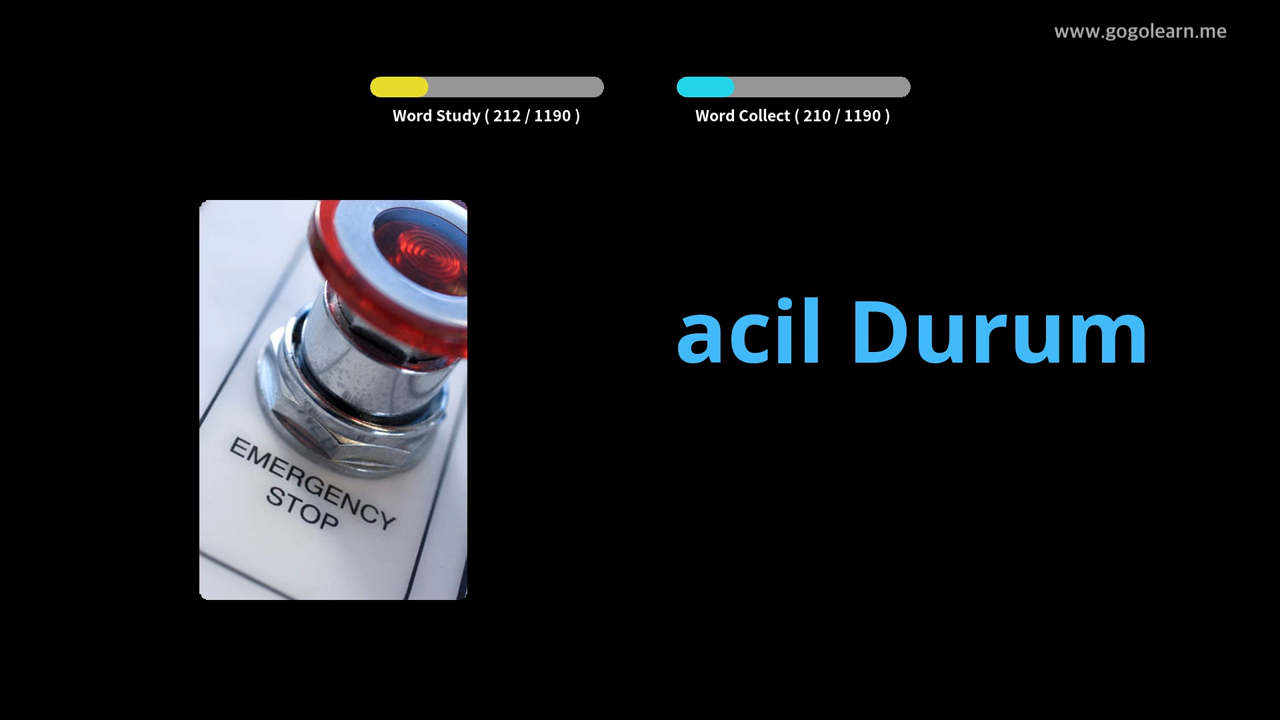 www.gogolearn.me
Word Study ( 212 / 1190 )
Word Collect ( 210 / 1190 )
acil Durum
EMERGENCY
STOP